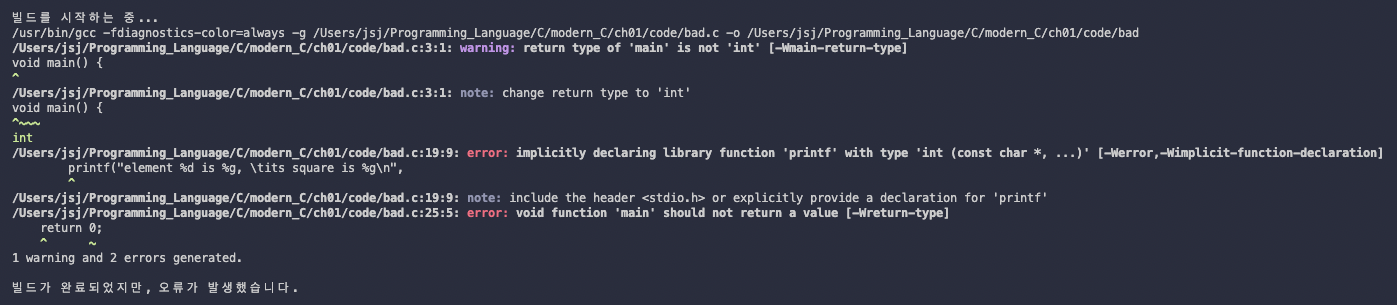 빌드를 시작하는 중...
/usr/bin/gcc -fdiagnostics-color=always -g /Users/jsj/Programming_Language/C/modern_C/ch01/code/bad.c -o /Users/jsj/Programming_Language/C/modern_C/ch01/code/bad
/Users/jsj/Programming_Language/C/modern_C/ch01/code/bad.c:3:1: warning: return type of 'main' is not 'int' [-Wmain-return-type]
void main() {
^
/Users/jsj/Programming_Language/C/modern_C/ch01/code/bad.c:3:1: note: change return type to 'int'
void main() {
^~~~
int
/Users/jsj/Programming_Language/C/modern_C/ch01/code/bad.c:19:9: error: implicitly declaring library function 'printf' with type 'int (const char *, ...)' [-Werror,-Wimplicit-function-declaration]
        printf("element %d is %g, \tits square is %g\n",
        ^
/Users/jsj/Programming_Language/C/modern_C/ch01/code/bad.c:19:9: note: include the header <stdio.h> or explicitly provide a declaration for 'printf'
/Users/jsj/Programming_Language/C/modern_C/ch01/code/bad.c:25:5: error: void function 'main' should not return a value [-Wreturn-type]
    return 0;
    ^      ~
1 warning and 2 errors generated.
빌드가 완료되었지만, 오류가 발생했습니다.